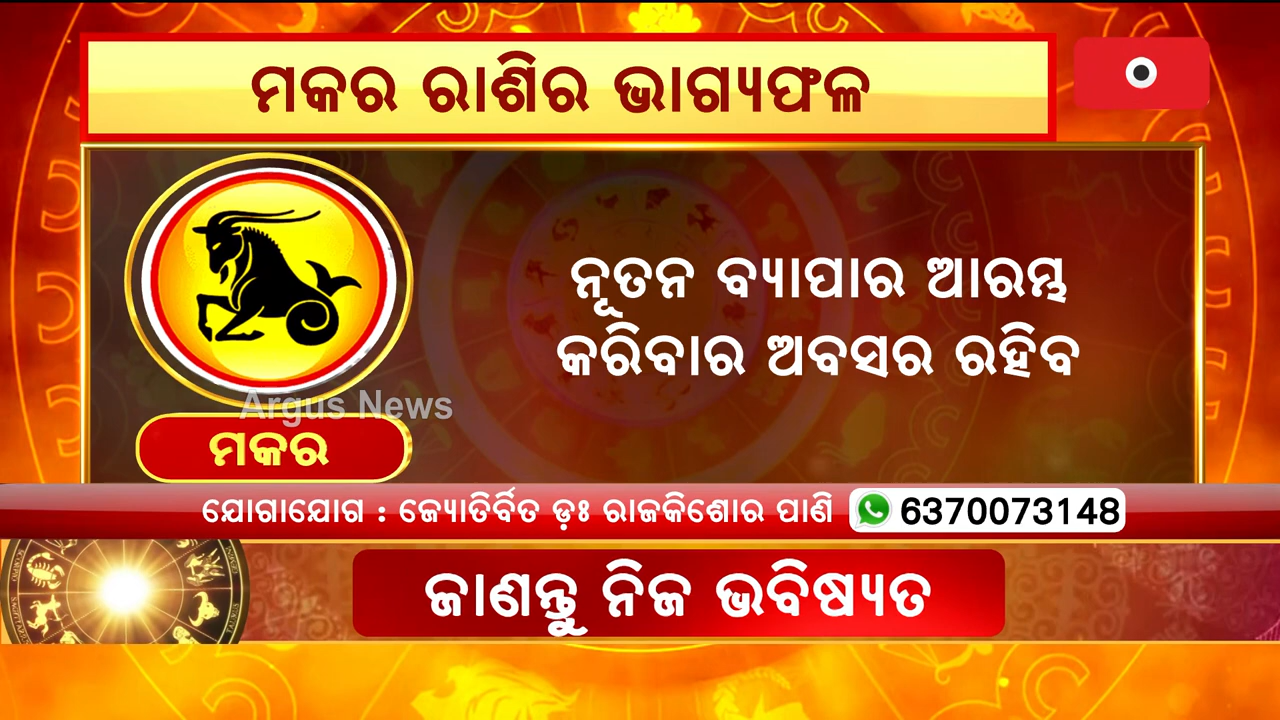 ମକର ରାଶିର ଭାଗ୍ୟଫଳ
ନୂତନ ବ୍ୟାପାର ଆରମ୍ଭ
କରିବାର ଅବସର ରହିବ
Argus News
ମକର
ଯୋଗାଯୋଗ : ଜ୍ୟୋତିର୍ବିତ ଡ଼ଃ ରାଜକିଶୋର ପାଣି 6370073148
ଜାଣନ୍ତୁ ନିଜ ଭବିଷ୍ୟତ